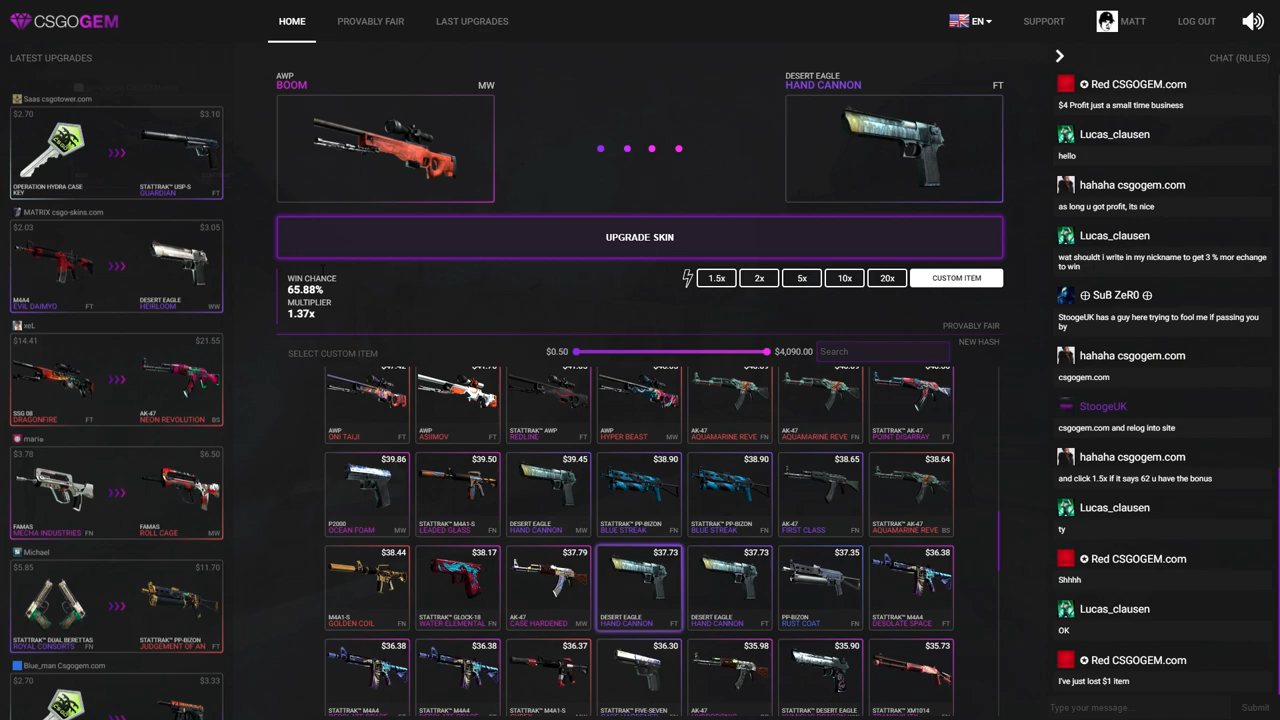 CSGOGEM
HOME
PROVABLY FAIR
LAST UPGRADES
EN
SUPPORT
MATT
LOG OUT
LATEST UPGRADES
Saas csgotower.com
$2.70
$3.10
OPERATION HYDRA CASE
KEY
STATTRAK™ USP-S
GUARDIAN
FT
MATRIX csgo-skins.com
$2.03
$3.05
M4A4
EVIL DAIMYO
FT
DESERT EAGLE
HEIRLOOM
WW
xeL
$14.41
$21.55
SSG 08
DRAGONFIRE
FT
AK-47
NEON REVOLUTION
BS
$3.78
$6.50
FAMAS
MECHA INDUSTRIES
FN
FAMAS
ROLL CAGE
MW
Michael
$5.85
$11.70
STATTRAK™ DUAL BERETTAS
ROYAL CONSORTS
FN
STATTRAK™ PP-BIZON
JUDGEMENT OF AN
FT
Blue_man Csgogem.com
$2.70
$3.33
AWP
BOOM
MW
DESERT EAGLE
HAND CANNON
FT
UPGRADE SKIN
WIN CHANCE
65.88%
MULTIPLIER
1.37x
1.5x
2x
5x
10x
20x
CUSTOM ITEM
PROVABLY FAIR
NEW HASH
SELECT CUSTOM ITEM
$0.50
$4,090.00
Search
AWP
ONI TAIJI
FT
AWP
ASIIMOV
FT
STATTRAK™ AWP
REDLINE
FT
AWP
HYPER BEAST
MW
AK-47
AQUAMARINE REVE
FN
AK-47
AQUAMARINE REVE
FN
STATTRAK™ AK-47
POINT DISARRAY
FT
$39.86
P2000
OCEAN FOAM
MW
$39.50
STATTRAK™ M4A1-S
LEADED GLASS
FN
$39.45
DESERT EAGLE
HAND CANNON
MW
$38.90
STATTRAK™ PP-BIZON
BLUE STREAK
FN
$38.90
STATTRAK™ PP-BIZON
BLUE STREAK
FN
$38.65
AK-47
FIRST CLASS
FN
$38.64
STATTRAK™ AK-47
AQUAMARINE REVE
BS
$38.44
M4A1-S
GOLDEN COIL
FN
$38.17
STATTRAK™ GLOCK-18
WATER ELEMENTAL
FN
$37.79
AK-47
CASE HARDENED
MW
$37.73
DESERT EAGLE
HAND CANNON
FT
$37.73
DESERT EAGLE
HAND CANNON
FT
$37.35
PP-BIZON
RUST COAT
FN
$36.38
STATTRAK™ M4A4
DESOLATE SPACE
FT
$36.38
STATTRAK™ M4A4
$36.38
STATTRAK™ M4A4
$36.37
STATTRAK™ M4A1-S
$36.30
STATTRAK™ FIVE-SEVEN
$35.98
AK-47
$35.90
STATTRAK™ DESERT EAGLE
$35.73
STATTRAK™ XM1014
CHAT (RULES)
✪ Red CSGOGEM.com
$4 Profit just a small time business
Lucas_clausen
hello
hahaha csgogem.com
as long u got profit, its nice
Lucas_clausen
wat shouldt i write in my nickname to get 3 % mor echange
to win
⊕ SuB ZeR0 ⊕
StoogeUK has a guy here trying to fool me if passing you
by
hahaha csgogem.com
csgogem.com
StoogeUK
csgogem.com and relog into site
hahaha csgogem.com
and click 1.5x if it says 62 u have the bonus
Lucas_clausen
ty
✪ Red CSGOGEM.com
Shhhh
Lucas_clausen
OK
✪ Red CSGOGEM.com
I've just lost $1 item
Type your message...
Submit